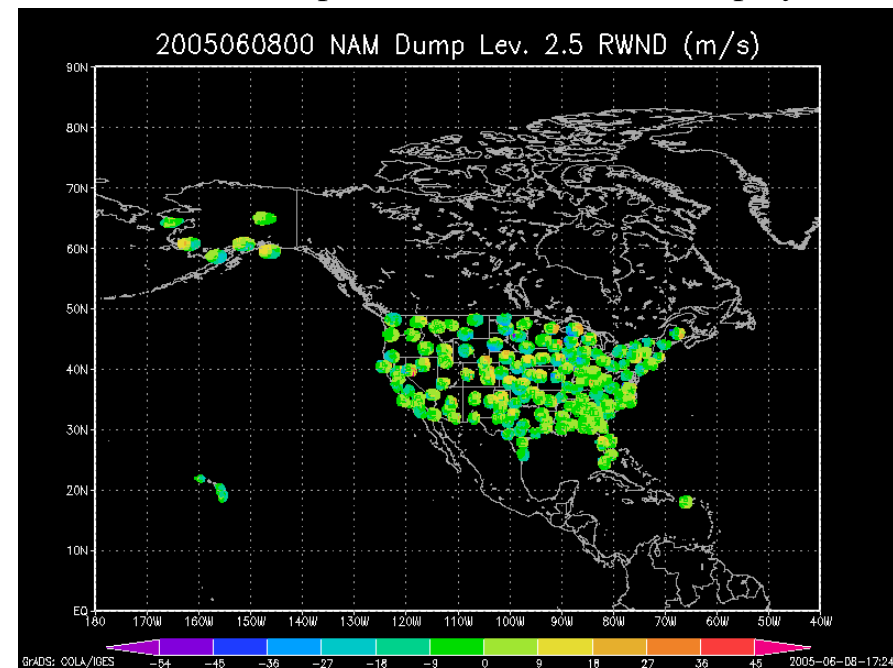 2005060800 NAM Dump Lev. 2.5 RWND (m/s)
90N
80N
70N
60N
50N
40N
30N
20N
10N
EQ
180 170W 160W 150W 140W 130W 120W 110W 100W 90W 80W 70W 60W 50W 40W
-54 -45 -36 -27 -18 -9 0 9 18 27 36 45
GrADS: COLA/IGES 2005-06-08-17:24